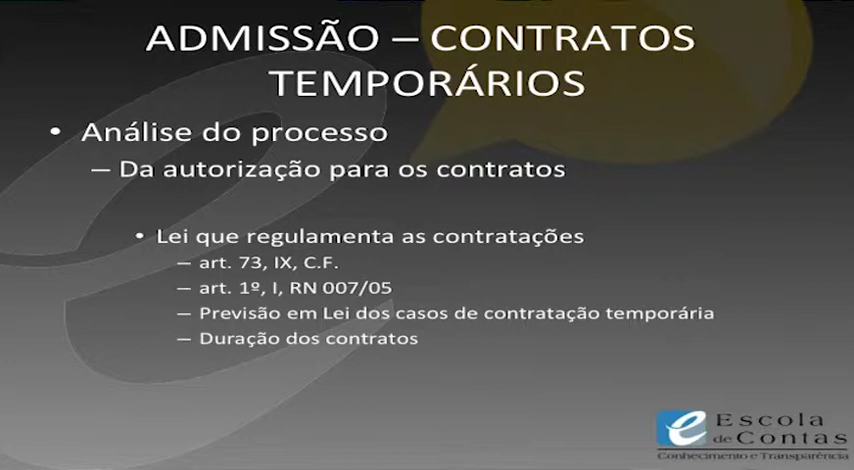 ADMISSÃO – CONTRATOS
TEMPORÁRIOS
• Análise do processo
– Da autorização para os contratos
• Lei que regulamenta as contratações
– art. 73, IX, C.F.
– art. 1º, I, RN 007/05
– Previsão em Lei dos casos de contratação temporária
– Duração dos contratos
e Escola
de Contas
Conhecimento e Transparência